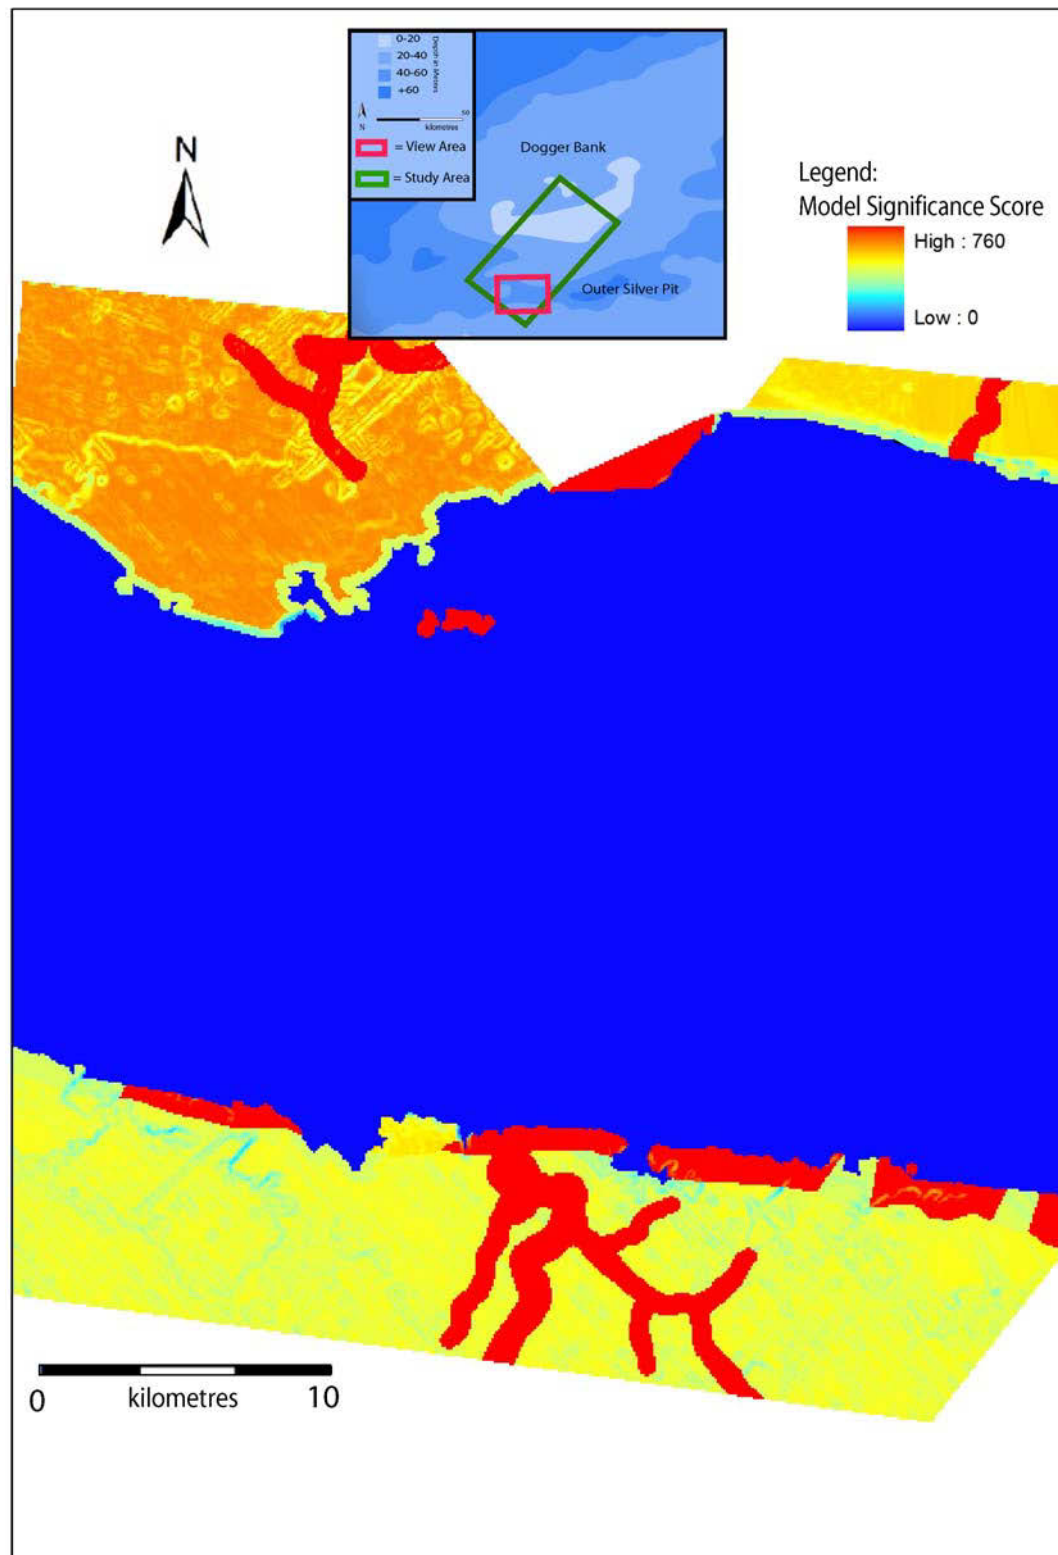 0-20
20-40
40-60
+60
Depth in Meters
N
50
kilometres
= View Area
= Study Area
Dogger Bank
Outer Silver Pit
N
Legend:
Model Significance Score
High : 760
Low : 0
0
kilometres
10